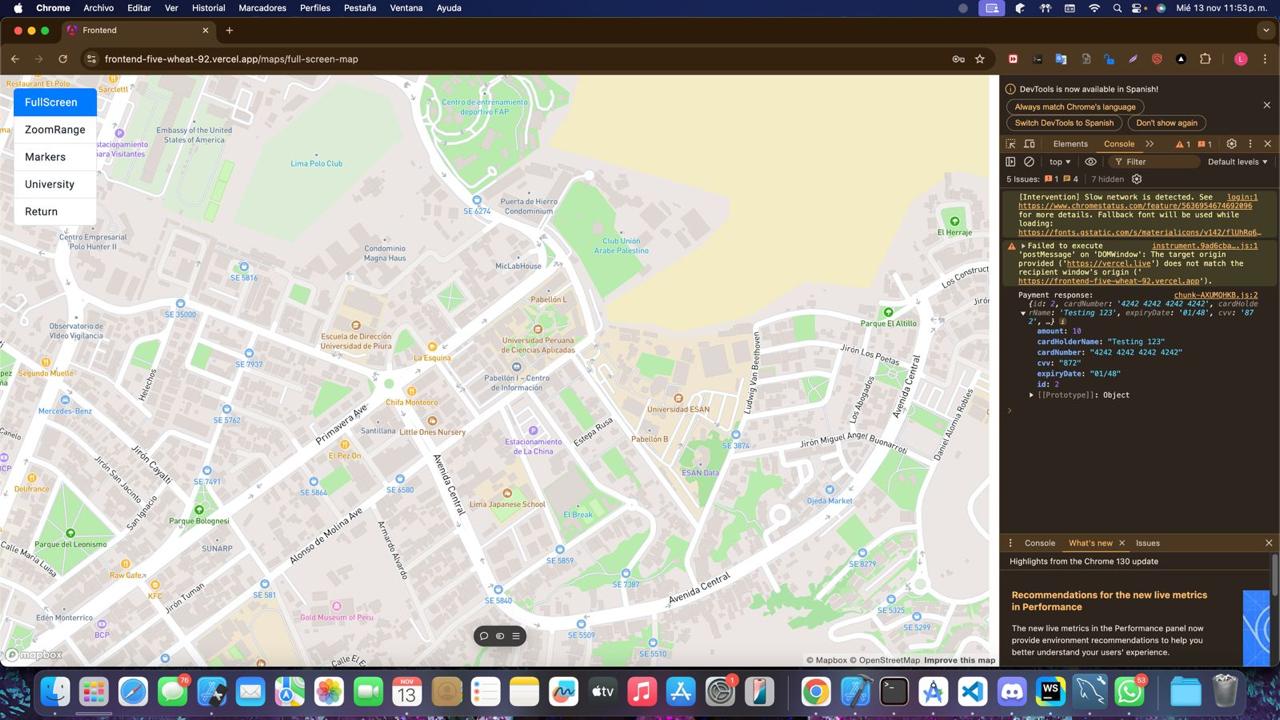 Chrome Archivo Editar Ver Historial Marcadores Perfiles Pestaña Ventana Ayuda
Mié 13 nov 11:53 p.m.
Frontend
frontend-five-wheat-92.vercel.app/maps/full-screen-map
FullScreen
ZoomRange
Markers
University
Return
Restaurant El Polo
Sarcletti
Embassy of the United
States of America
Lima Polo Club
Centro de entrenamiento
deportivo FAP
SE 6274
Puerta de Hierro
Condominium
Club Unión
Árabe Palestino
El Herraje
Centro Empresarial
Polo Hunter II
Condominio
Magna Haus
MicLabHouse
SE 5816
Pabellón L
SE 35000
Observatorio de
Video Vigilancia
Escuela de Dirección
Universidad de Piura
Universidad Peruana
de Ciencias Aplicadas
Parque El Altillo
Los Construct
Ludwig Van Beethoven
Jirón Los Poetas
La Esquina
SE 7937
Segundo Muelle
Helechos
Pabellón I – Centro
de Información
Avenida Central
Los Abogados
Daniel Alomia Robles
Mercedes-Benz
SE 5762
Chifa Monteoro
Primavera Ave
Santillana
Little Ones Nursery
Universidad ESAN
Estepa Rusa
Pabellón B
SE 3874
Jirón Miguel Ángel Buonarroti
Estacionamiento
de La China
El Pez On
Avenida Central
ESAN Data
Jirón Cayalti
Jirón San Jacinto
SE 7491
SE 5864
SE 6580
Delifrance
San Ignacio
Lima Japanese School
Ojeda Market
Parque Bolognesi
El Break
Parque del Leonismo
Calle María Luisa
SUNARP
Alonso de Molina Ave
Armando Alvardo
SE 5859
SE 8279
Raw Cafe
KFC
Jirón Tuman
SE 581
SE 7387
Avenida Central
SE 5840
Gold Museum of Peru
SE 5325
SE 5299
Edén Monterrico
BCP
SE 5509
SE 5510
mapbox
© Mapbox © OpenStreetMap Improve this map
DevTools is now available in Spanish!
Always match Chrome's language
Switch DevTools to Spanish
Don't show again
Elements Console
1 1
top
Filter
Default levels
5 Issues: 1 4
7 hidden
[Intervention] Slow network is detected. See login:1
https://www.chromestatus.com/feature/5636954674692096
for more details. Fallback font will be used while
loading:
https://fonts.gstatic.com/s/materialicons/v142/flUhRq6…
Failed to execute instrument.9ad6cba….js:1
'postMessage' on 'DOMWindow': The target origin
provided ('https://vercel.live') does not match the
recipient window's origin ('
https://frontend-five-wheat-92.vercel.app').
Payment response: chunk-AXUMQHKB.js:2
{id: 2, cardNumber: '4242 4242 4242 4242', cardHolde
rName: 'Testing 123', expiryDate: '01/48', cvv: '87
2', …}
amount: 10
cardHolderName: "Testing 123"
cardNumber: "4242 4242 4242 4242"
cvv: "872"
expiryDate: "01/48"
id: 2
[[Prototype]]: Object
Console What's new Issues
Highlights from the Chrome 130 update
Recommendations for the new live metrics
in Performance
The new live metrics in the Performance panel now
provide environment recommendations to help you
better understand your users' experience.
76
NOV
13
tv
1
WS
53